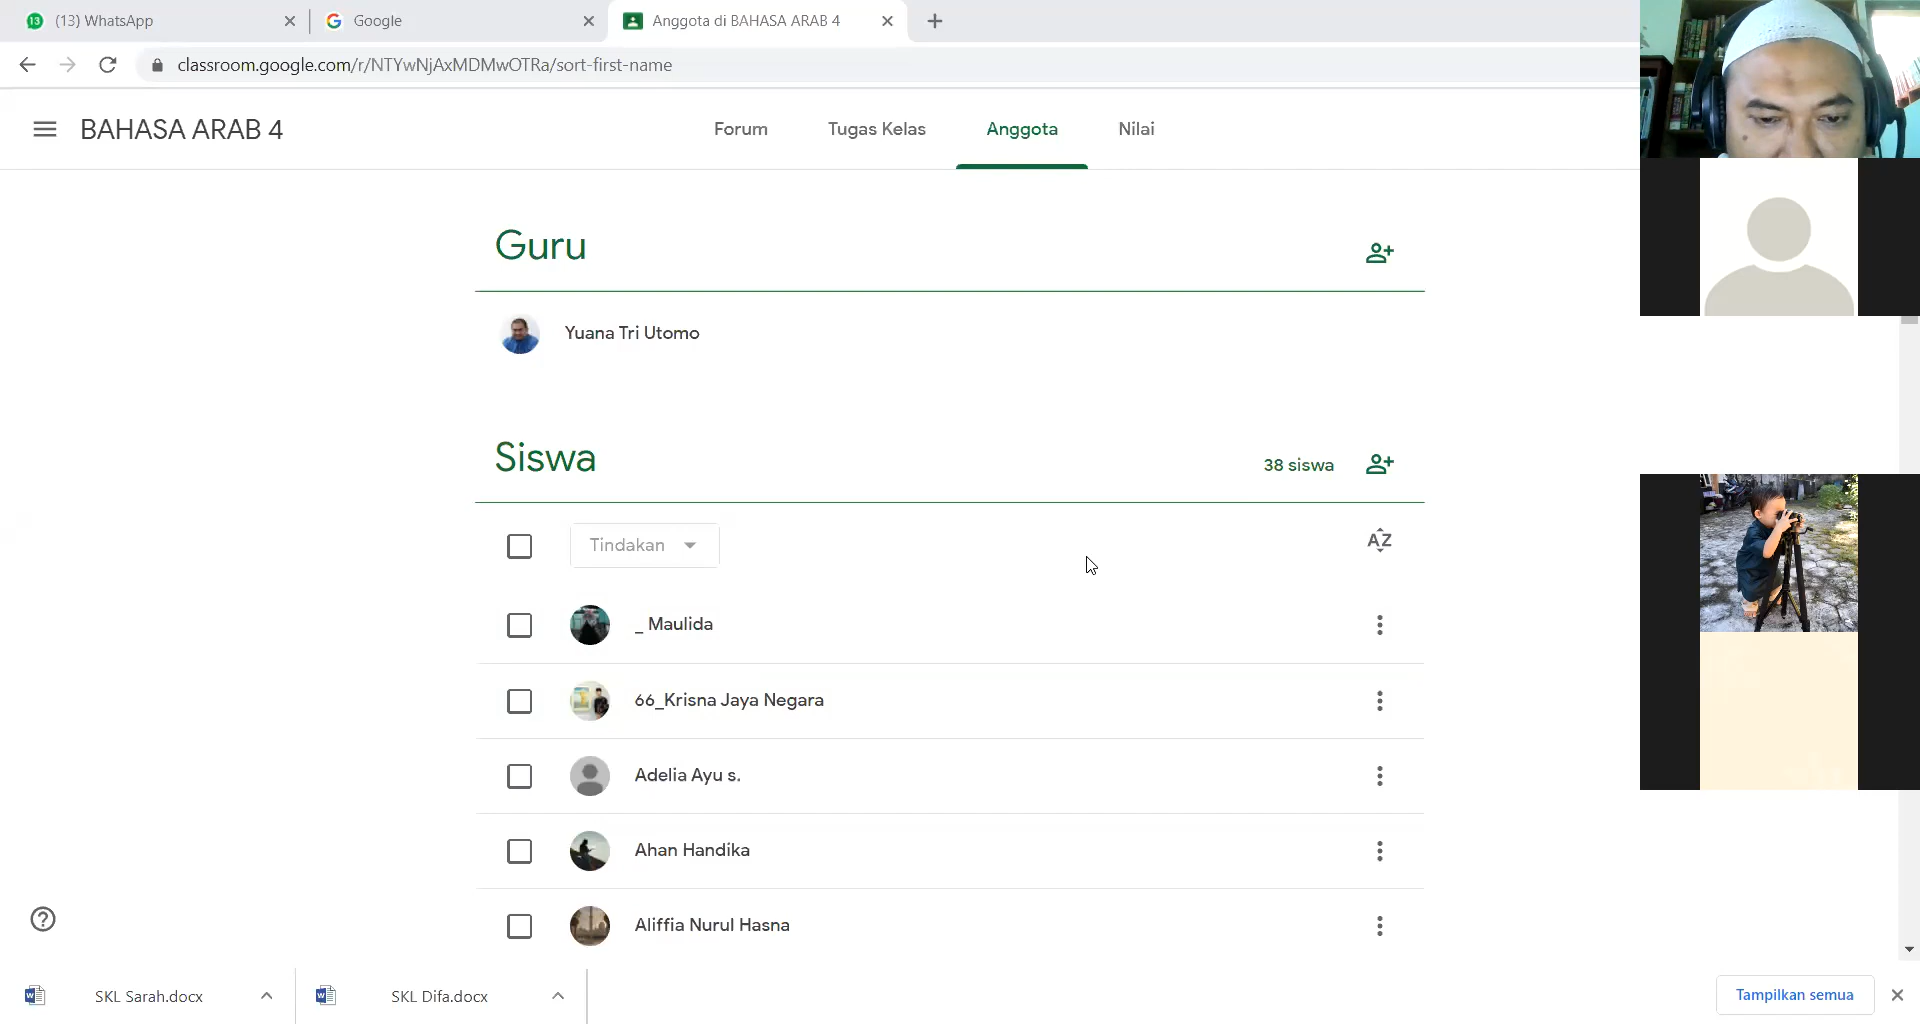 13 (13) WhatsApp
Google
Anggota di BAHASA ARAB 4
classroom.google.com/r/NTYwNjAxMDMwOTRa/sort-first-name
BAHASA ARAB 4
Forum
Tugas Kelas
Anggota
Nilai
Guru
Yuana Tri Utomo
Siswa
38 siswa
Tindakan
AZ
_ Maulida
66_Krisna Jaya Negara
Adelia Ayu s.
Ahan Handika
Aliffia Nurul Hasna
SKL Sarah.docx
SKL Difa.docx
Tampilkan semua